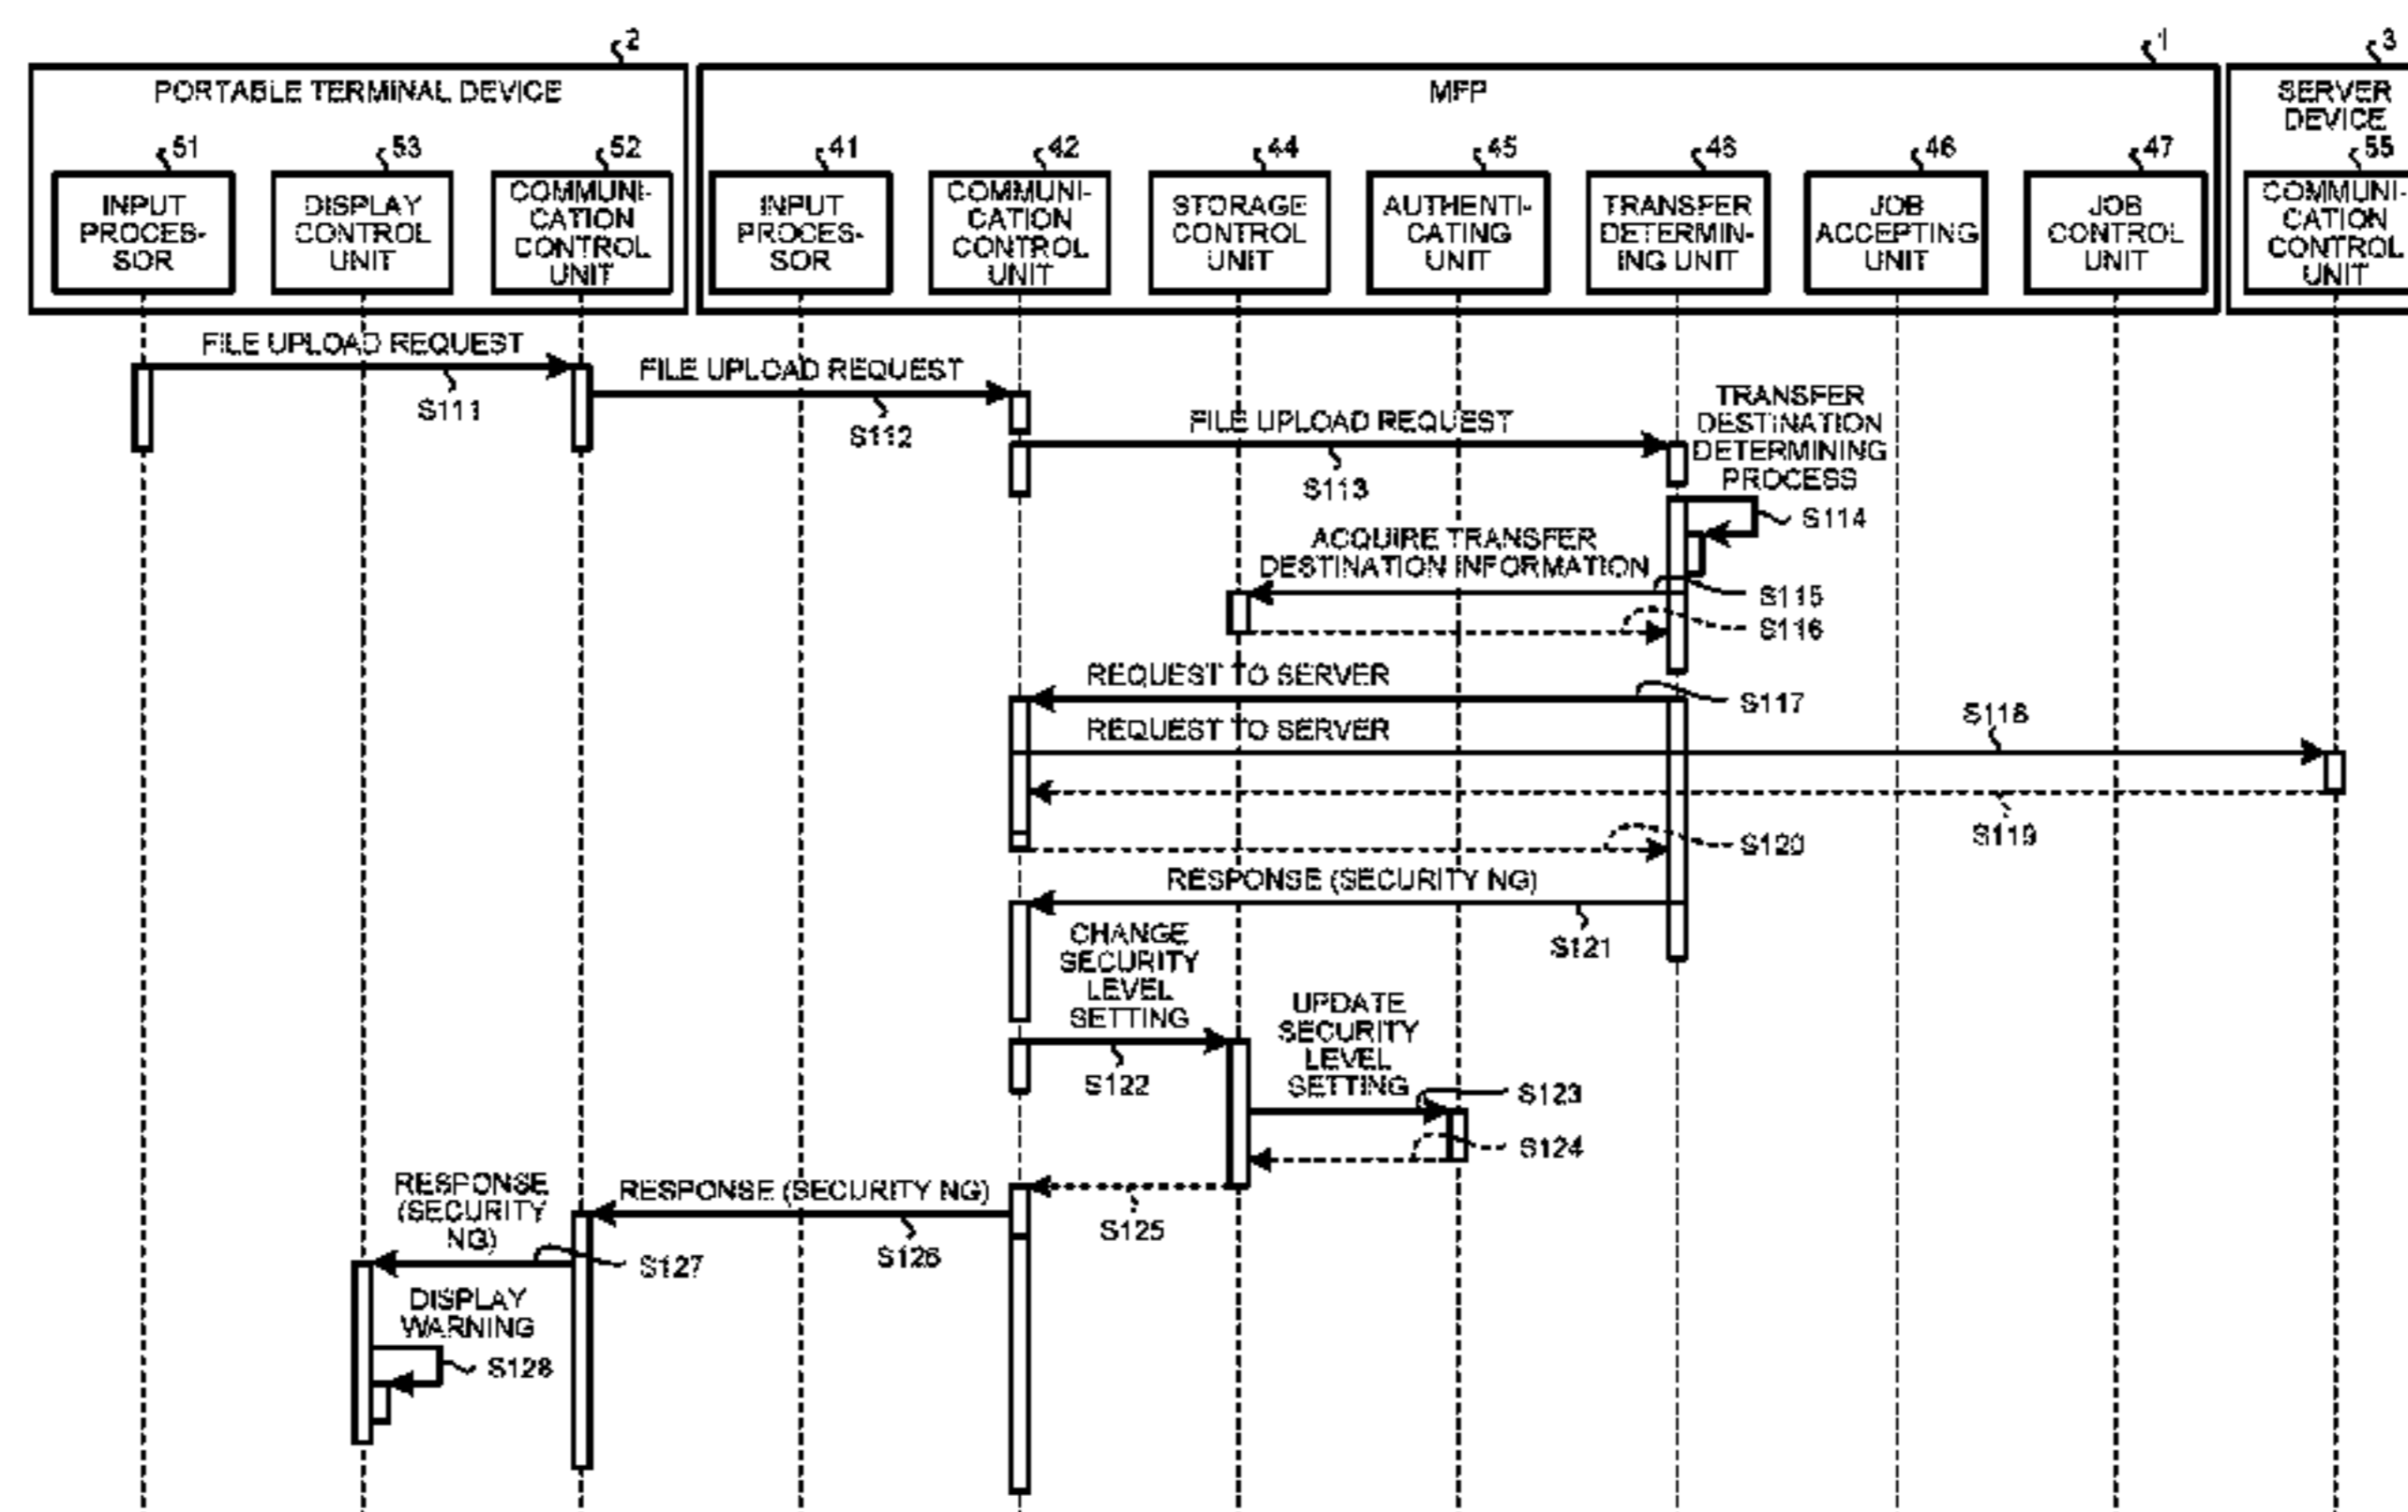 2
1
3
PORTABLE TERMINAL DEVICE
MFP
SERVER
DEVICE
51
53
52
41
42
44
45
48
46
47
55
INPUT
PROCES-
SOR
DISPLAY
CONTROL
UNIT
COMMUNI-
CATION
CONTROL
UNIT
INPUT
PROCES-
SOR
COMMUNI-
CATION
CONTROL
UNIT
STORAGE
CONTROL
UNIT
AUTHENTI-
CATING
UNIT
TRANSFER
DETERMIN-
ING UNIT
JOB
ACCEPTING
UNIT
JOB
CONTROL
UNIT
COMMUNI-
CATION
CONTROL
UNIT
FILE UPLOAD REQUEST
S111
FILE UPLOAD REQUEST
S112
FILE UPLOAD REQUEST
S113
TRANSFER
DESTINATION
DETERMINING
PROCESS
S114
ACQUIRE TRANSFER
DESTINATION INFORMATION
S115
S116
REQUEST TO SERVER
S117
REQUEST TO SERVER
S118
S119
S120
RESPONSE (SECURITY NG)
S121
CHANGE
SECURITY
LEVEL
SETTING
S122
UPDATE
SECURITY
LEVEL
SETTING
S123
S124
S125
RESPONSE (SECURITY NG)
S126
RESPONSE
(SECURITY
NG)
S127
DISPLAY
WARNING
S128